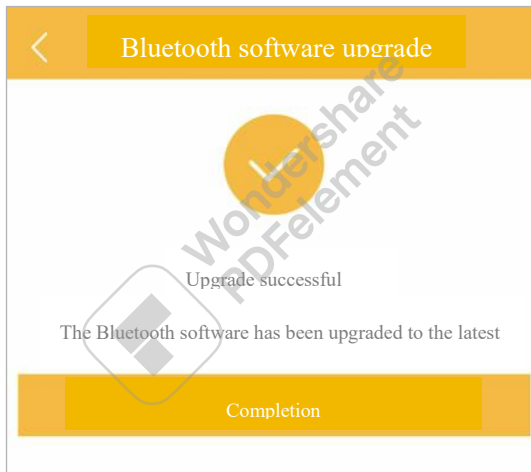 Bluetooth software upgrade
Wondershare
PDFelement
Upgrade successful
The Bluetooth software has been upgraded to the latest
Completion